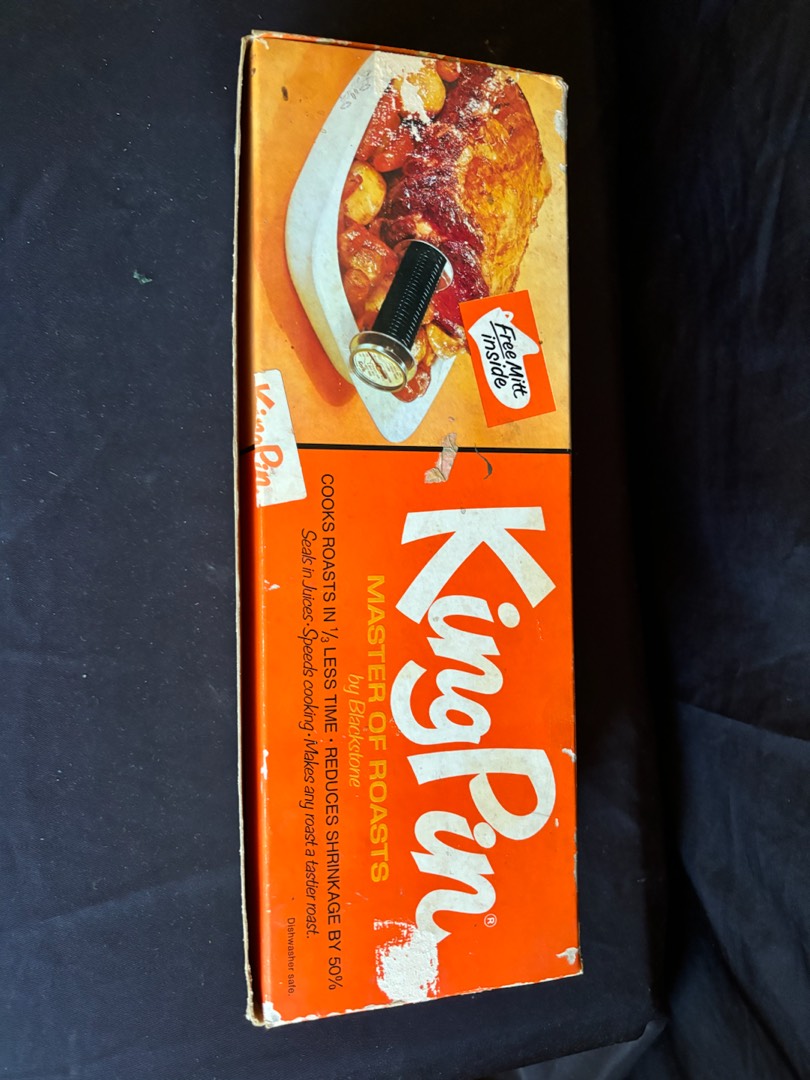 Free Mitt
inside
KingPin
KingPin®
MASTER OF ROASTS
by Blackstone
COOKS ROASTS IN 1/3 LESS TIME · REDUCES SHRINKAGE BY 50%
Seals in Juices · Speeds cooking · Makes any roast a tastier roast.
Dishwasher safe.